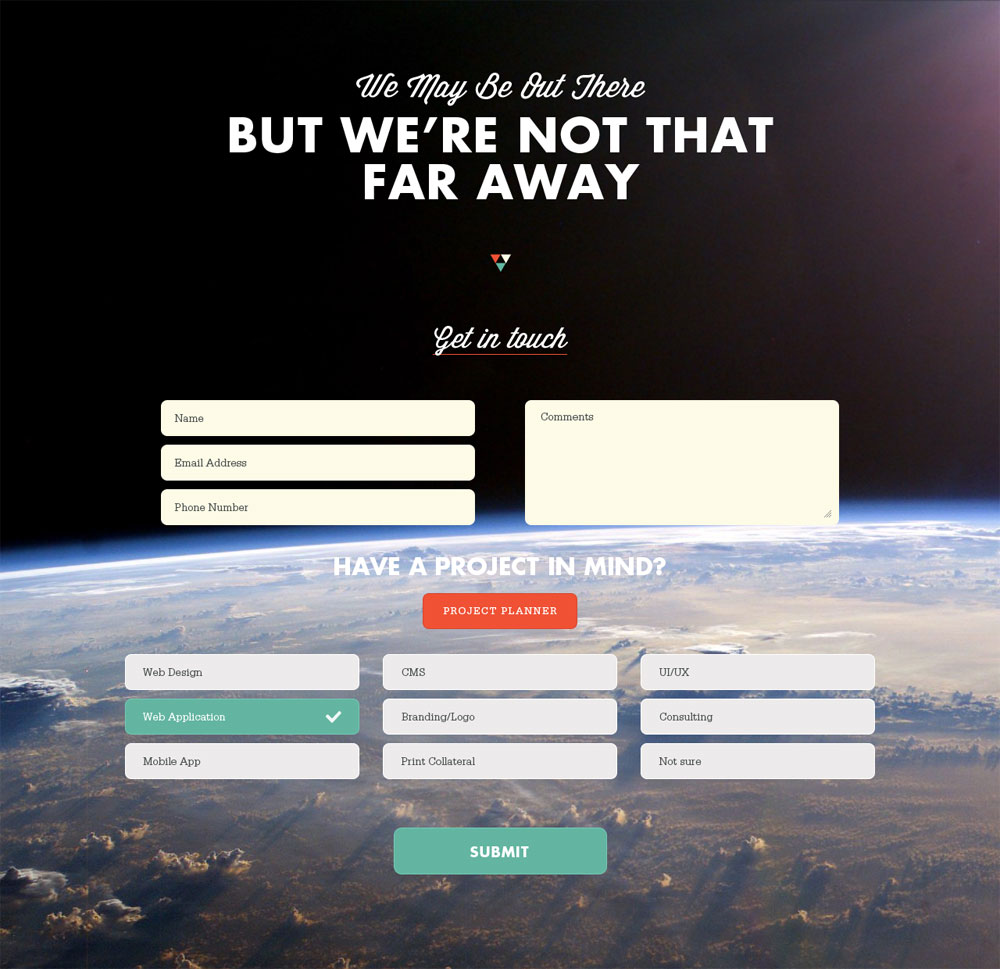 We May Be Out There
BUT WE'RE NOT THAT
FAR AWAY
Get in touch
Name
Email Address
Phone Number
Comments
HAVE A PROJECT IN MIND?
PROJECT PLANNER
Web Design
CMS
UI/UX
Web Application
Branding/Logo
Consulting
Mobile App
Print Collateral
Not sure
SUBMIT